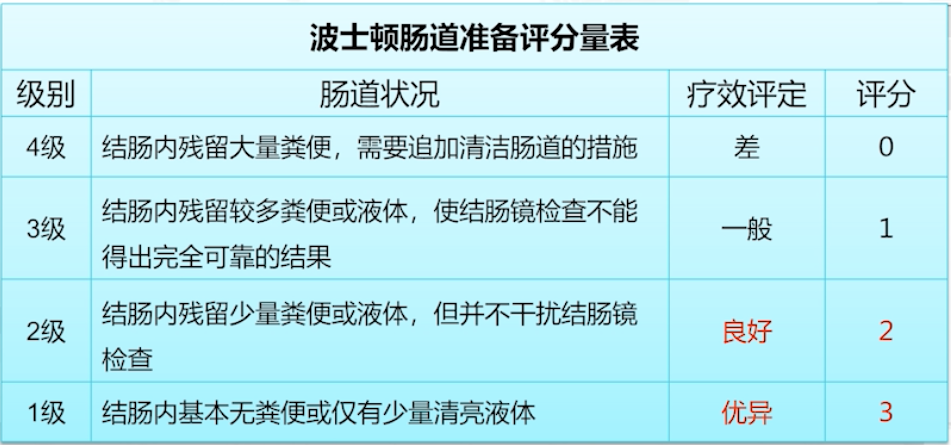 波士顿肠道准备评分量表
级别 肠道状况 疗效评定 评分
4级 结肠内残留大量粪便，需要追加清洁肠道的措施 差 0
3级 结肠内残留较多粪便或液体，使结肠镜检查不能
得出完全可靠的结果 一般 1
2级 结肠内残留少量粪便或液体，但并不干扰结肠镜
检查 良好 2
1级 结肠内基本无粪便或仅有少量清亮液体 优异 3